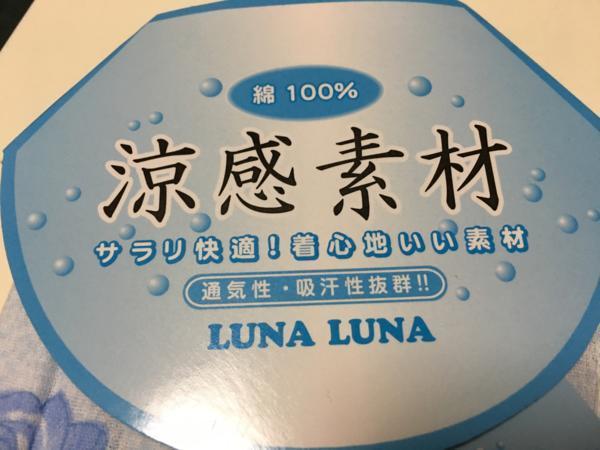 綿 100%
涼感素材
サラリ快適!着心地いい素材
通気性・吸汗性抜群!!
LUNA LUNA